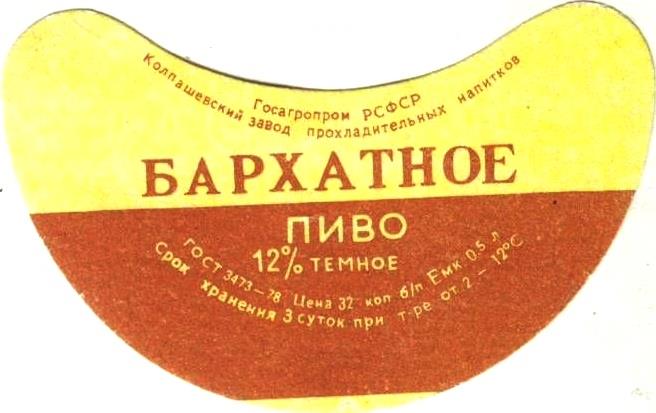 Госагропром РСФСР
Колпашевский завод прохладительных напитков
БАРХАТНОЕ
ПИВО
12% ТЕМНОЕ
ГОСТ 3473-78 Цена 32 коп б/п Емк 0,5 л
Срок хранения 3 суток при т-ре от 2 - 12°С